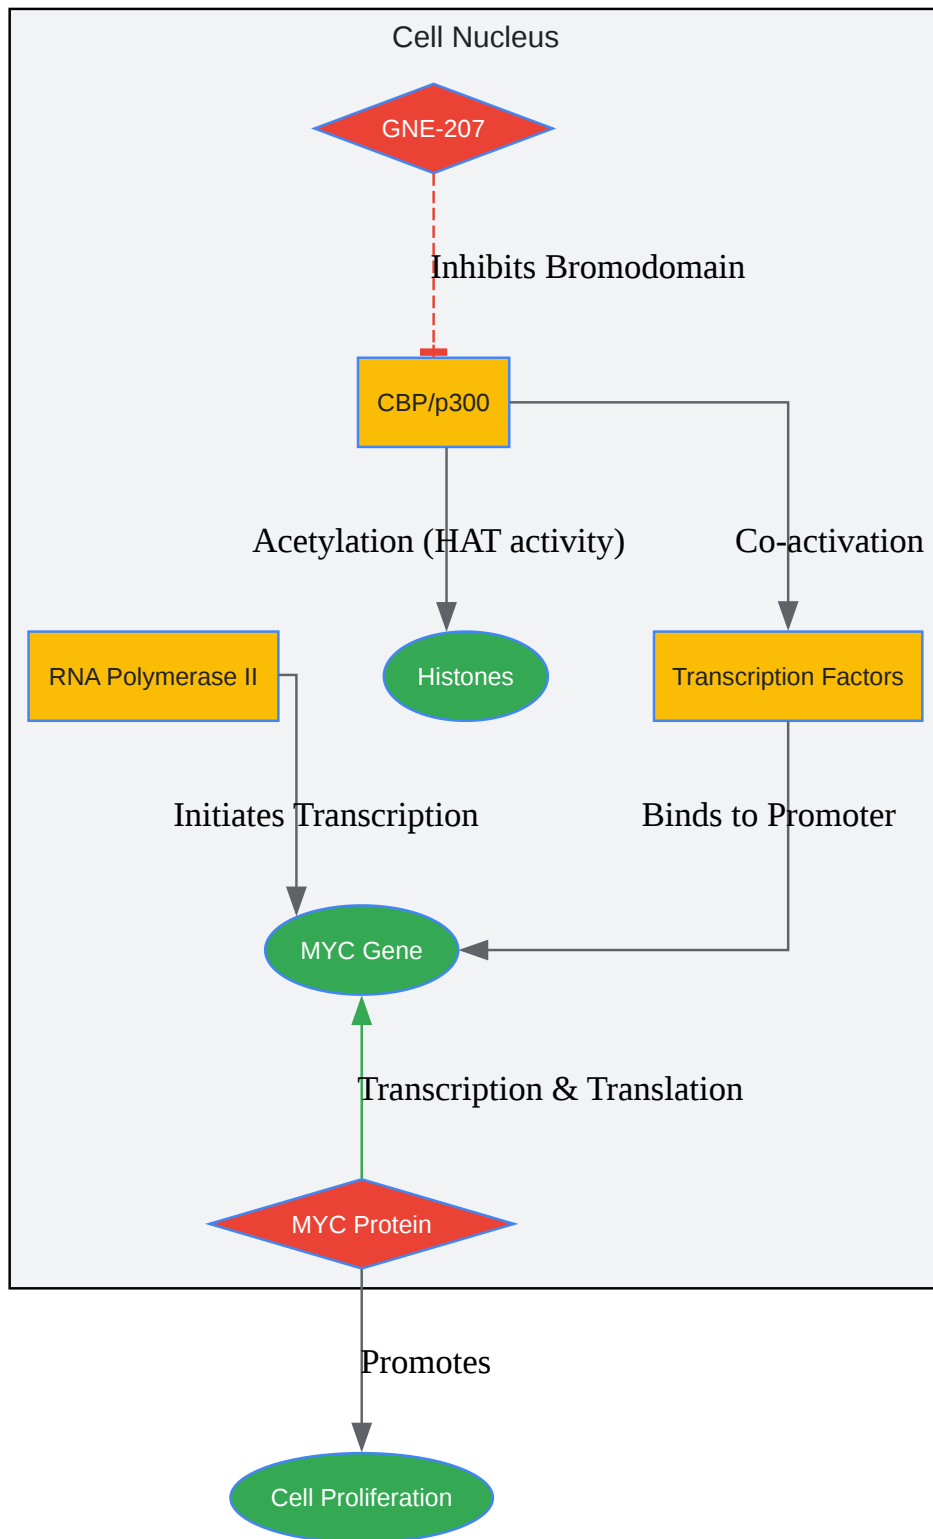 Cell Nucleus
GNE-207
Inhibits Bromodomain
CBP/p300
Acetylation (HAT activity)
Co-activation
RNA Polymerase II
Histones
Transcription Factors
Initiates Transcription
Binds to Promoter
MYC Gene
Transcription & Translation
MYC Protein
Promotes
Cell Proliferation